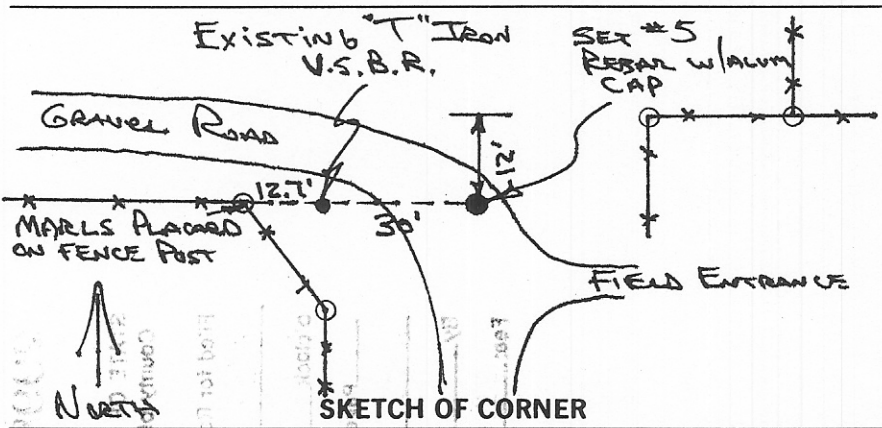 EXISTING "T" IRON
U.S.B.R.
SET #5
REBAR W/ALUM
CAP
GRAVEL ROAD
12'
12.7'
30'
MARLS PLACARD
ON FENCE POST
FIELD ENTRANCE
NORTH
SKETCH OF CORNER